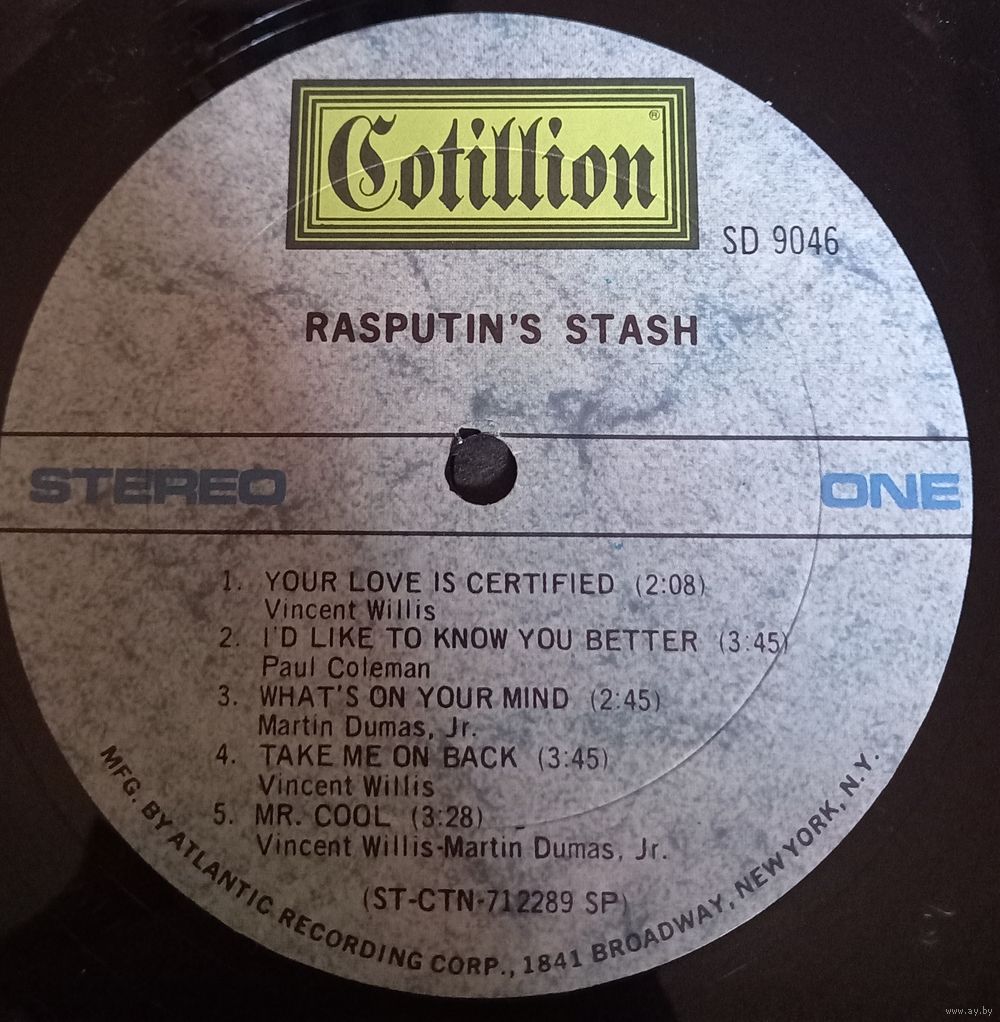 Cotillion ®
SD 9046
RASPUTIN'S STASH
STEREO
ONE
1. YOUR LOVE IS CERTIFIED (2:08)
Vincent Willis
2. I'D LIKE TO KNOW YOU BETTER (3:45)
Paul Coleman
3. WHAT'S ON YOUR MIND (2:45)
Martin Dumas, Jr.
4. TAKE ME ON BACK (3:45)
Vincent Willis
5. MR. COOL (3:28)
Vincent Willis-Martin Dumas, Jr.
(ST-CTN-712289 SP)
MFG. BY ATLANTIC RECORDING CORP., 1841 BROADWAY, NEW YORK, N.Y.
www.ay.by